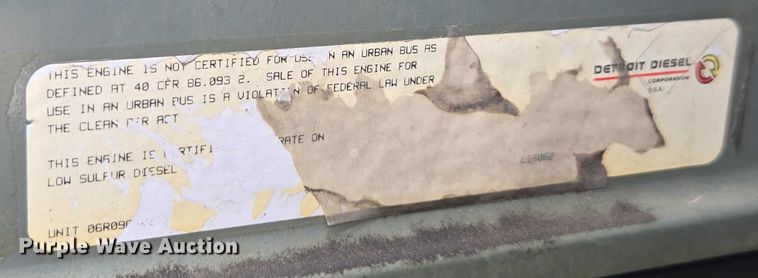 THIS ENGINE IS NOT CERTIFIED FOR USE IN AN URBAN BUS AS
DEFINED AT 40 CFR 86.093 2. SALE OF THIS ENGINE FOR
USE IN AN URBAN BUS IS A VIOLATION OF FEDERAL LAW UNDER
THE CLEAN ACT
THIS ENGINE IS RATE ON
LOW SULFUR DIESEL
UNIT
DETROIT DIESEL
CORPORATION
U.S.A.
Purple Wave Auction